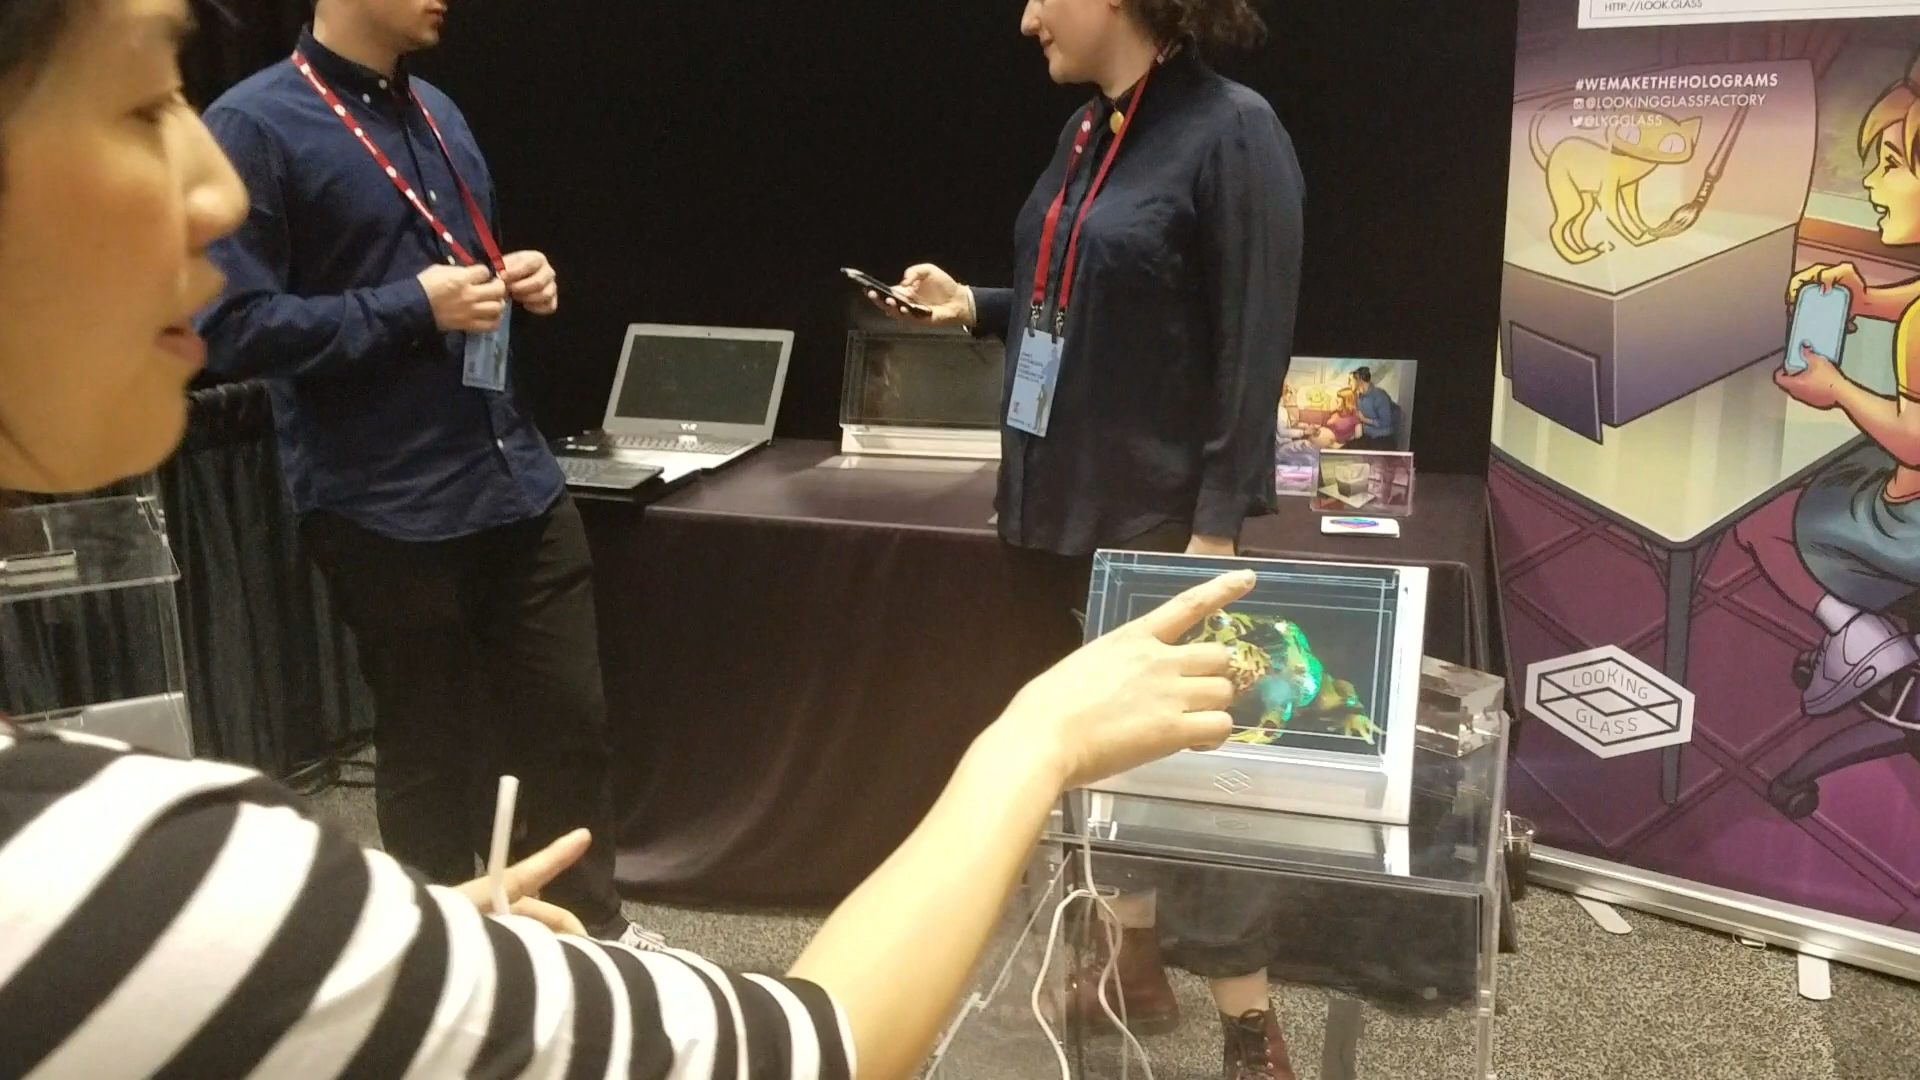 HTTP://LOOK.GLASS
#WEMAKETHEHOLOGRAMS
@LOOKINGGLASSFACTORY
@LKGGLASS
LOOKING
GLASS